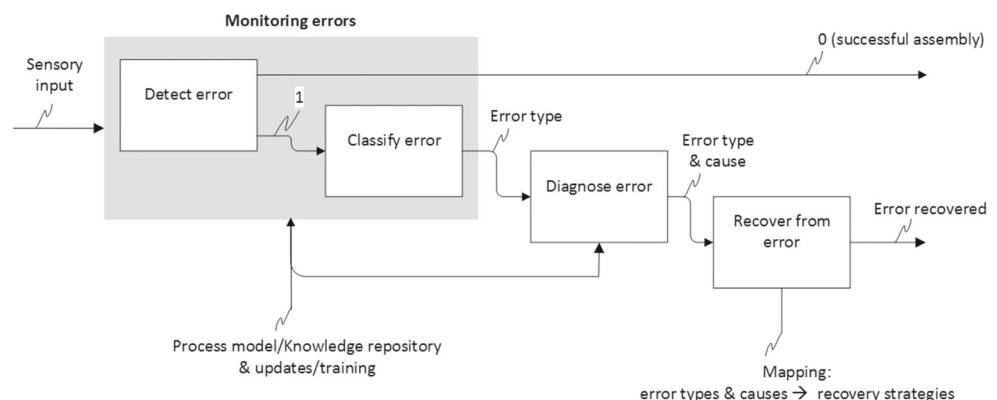 Monitoring errors
0 (successful assembly)
Sensory
input
Detect error
1
Classify error
Error type
Error type
& cause
Diagnose error
Recover from
error
Error recovered
Process model/Knowledge repository
& updates/training
Mapping:
error types & causes → recovery strategies